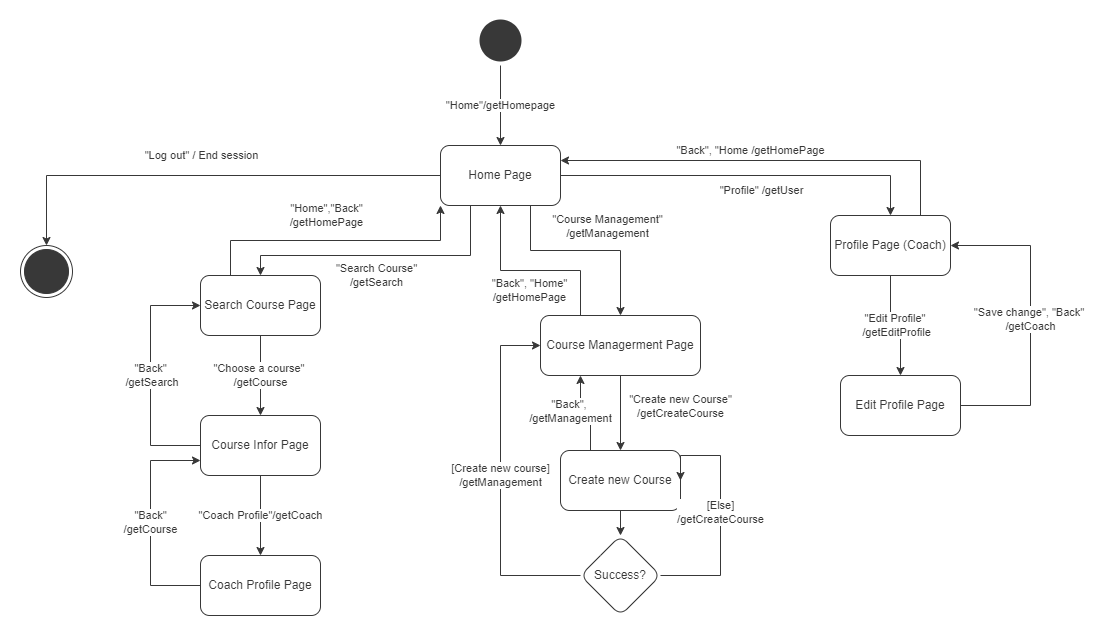 "Home"/getHomepage
"Log out" / End session
"Back", "Home /getHomePage
Home Page
"Profile" /getUser
"Home","Back"
/getHomePage
"Course Management"
/getManagement
Profile Page (Coach)
"Search Course"
/getSearch
"Back", "Home"
/getHomePage
Search Course Page
"Edit Profile"
/getEditProfile
"Save change", "Back"
/getCoach
Course Managerment Page
"Back"
/getSearch
"Choose a course"
/getCourse
"Back",
/getManagement
"Create new Course"
/getCreateCourse
Edit Profile Page
Course Infor Page
[Create new course]
/getManagement
Create new Course
[Else]
/getCreateCourse
"Back"
/getCourse
"Coach Profile"/getCoach
Success?
Coach Profile Page